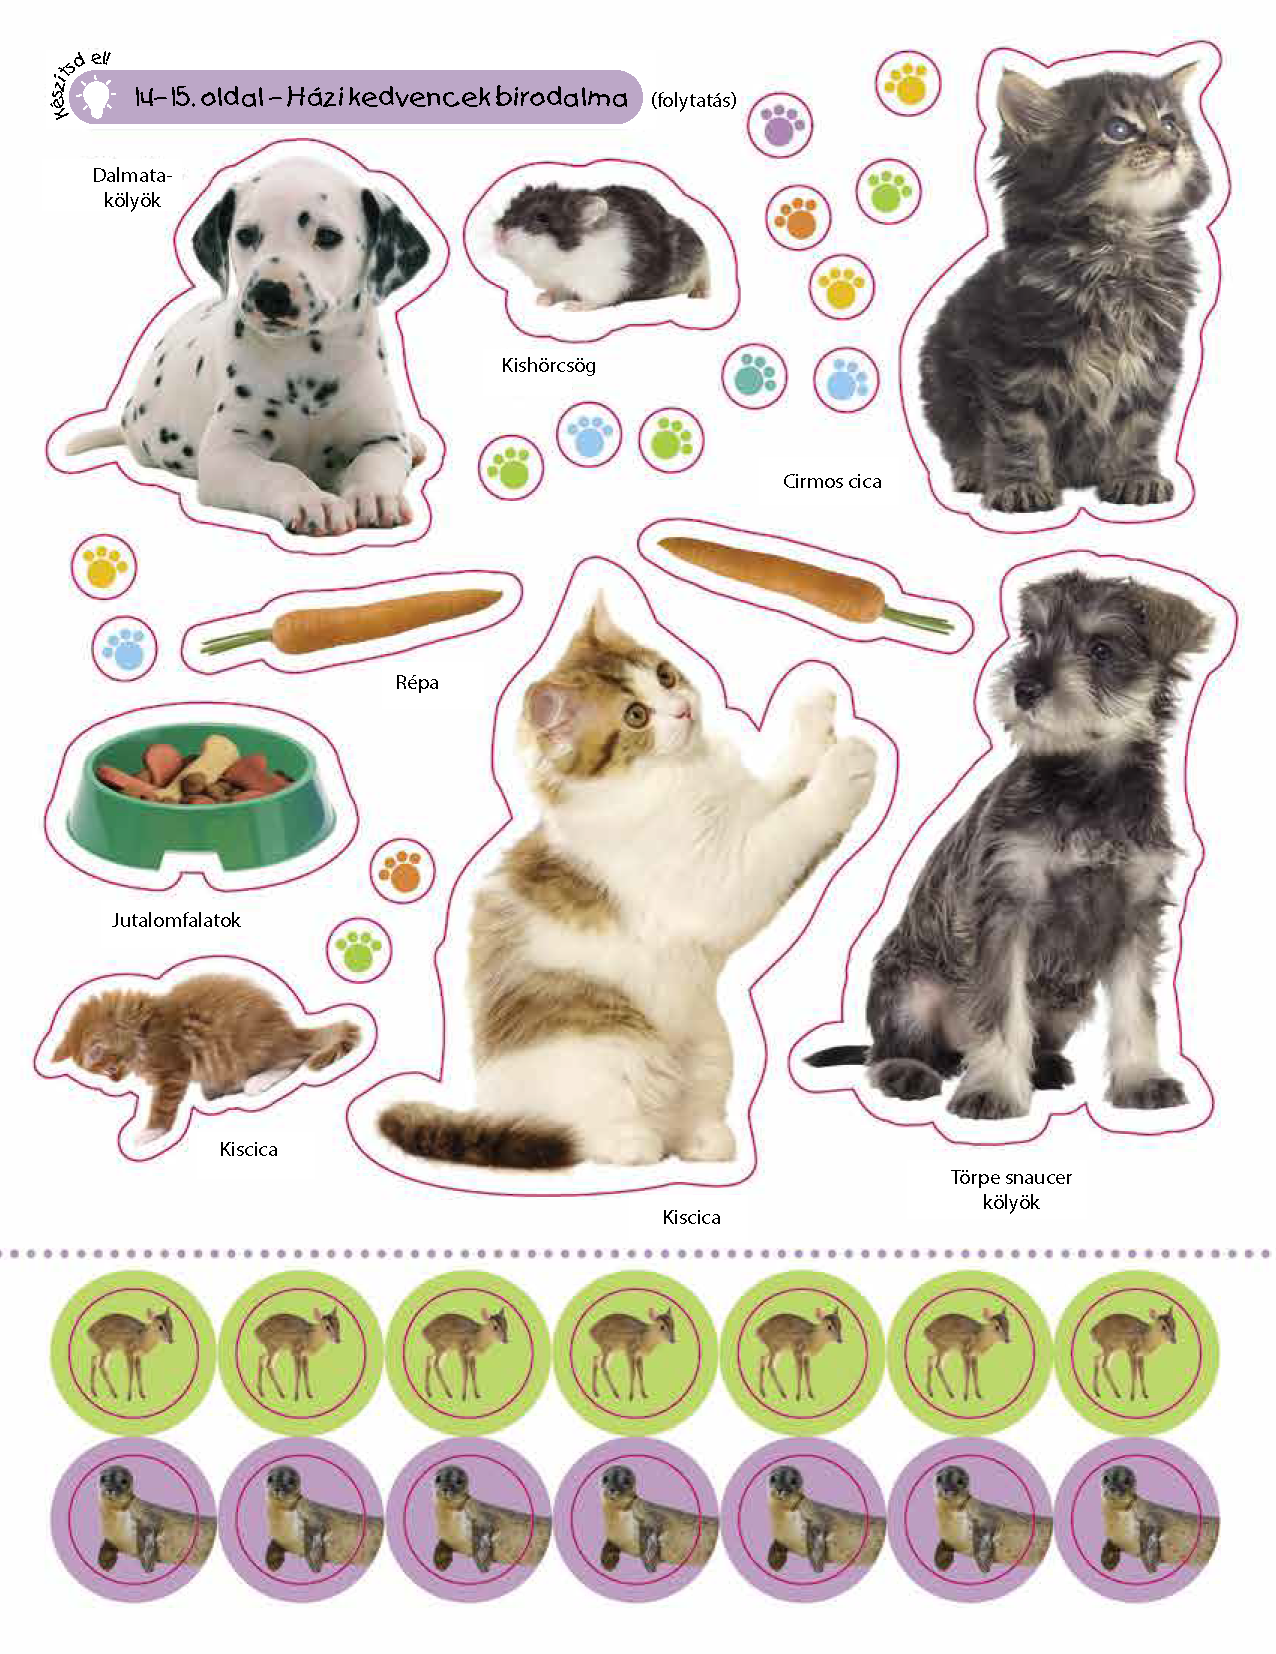 Készítsd el!
14-15. oldal - Házi kedvencek birodalma (folytatás)
Dalmata-
kölyök
Kishörcsög
Cirmos cica
Répa
Jutalomfalatok
Kiscica
Kiscica
Törpe snaucer
kölyök